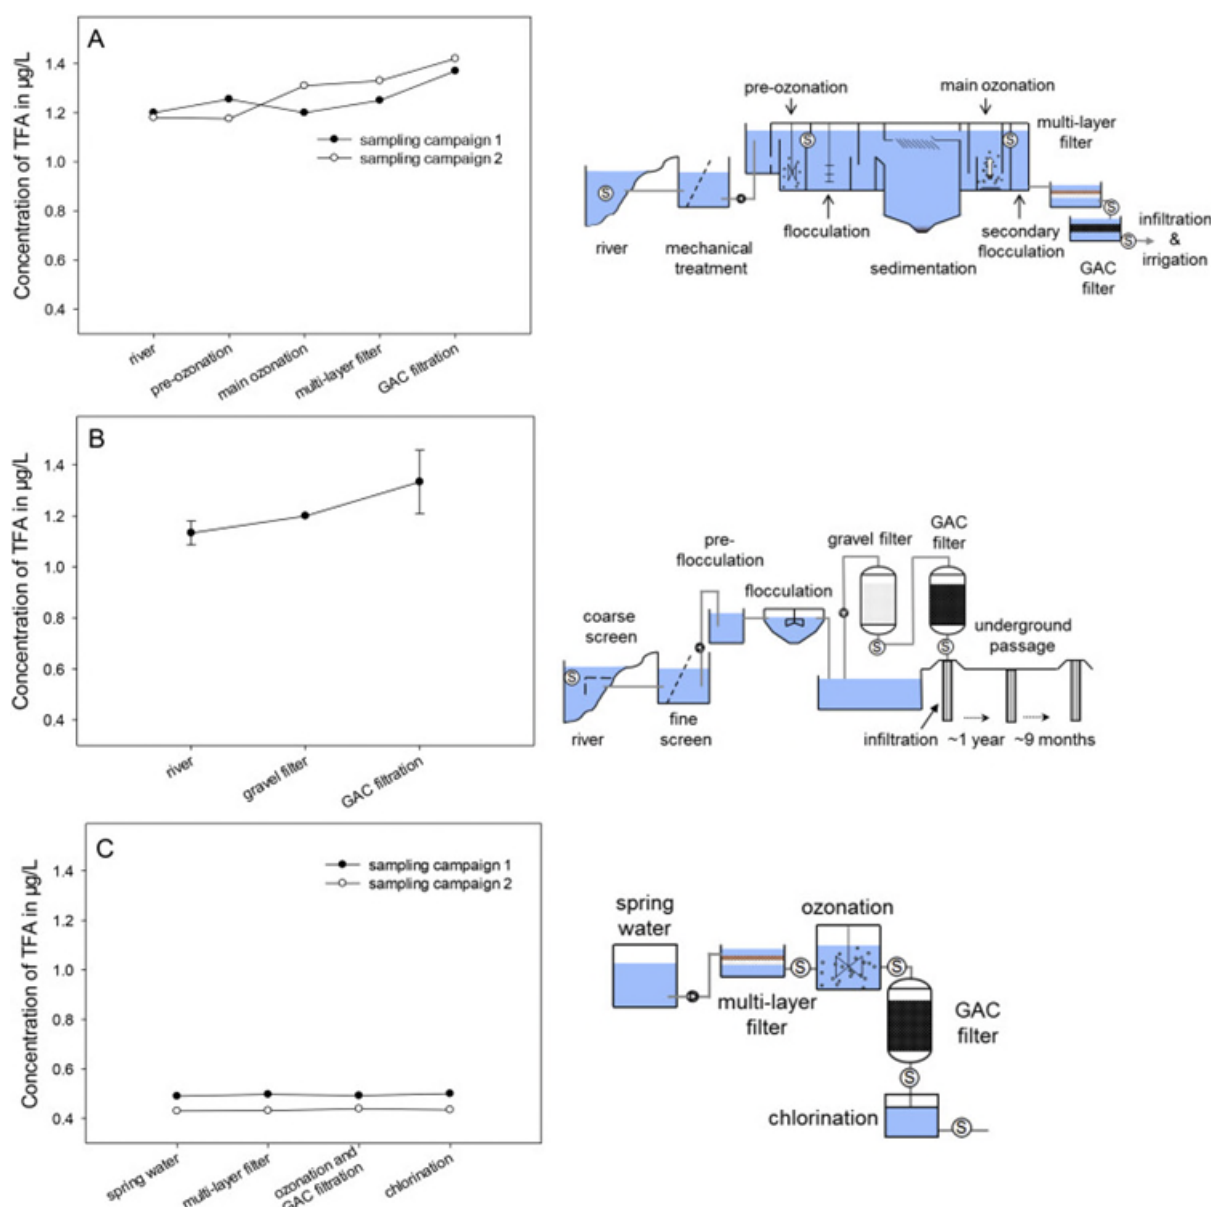 A
Concentration of TFA in µg/L
1.4
1.2
1.0
0.8
0.6
0.4
sampling campaign 1
sampling campaign 2
river
pre-ozonation
main ozonation
multi-layer filter
GAC filtration
pre-ozonation
main ozonation
multi-layer
filter
S
S
S
S
S
river
mechanical
treatment
flocculation
sedimentation
secondary
flocculation
GAC
filter
infiltration
&
irrigation
B
Concentration of TFA in µg/L
1.4
1.2
1.0
0.8
0.6
0.4
river
gravel filter
GAC filtration
coarse
screen
pre-
flocculation
flocculation
gravel filter
GAC
filter
underground
passage
S
S
S
river
fine
screen
infiltration ~1 year ~9 months
C
Concentration of TFA in µg/L
1.4
1.2
1.0
0.8
0.6
0.4
sampling campaign 1
sampling campaign 2
spring water
multi-layer filter
ozonation and
GAC filtration
chlorination
spring
water
ozonation
multi-layer
filter
GAC
filter
chlorination
S
S
S
S